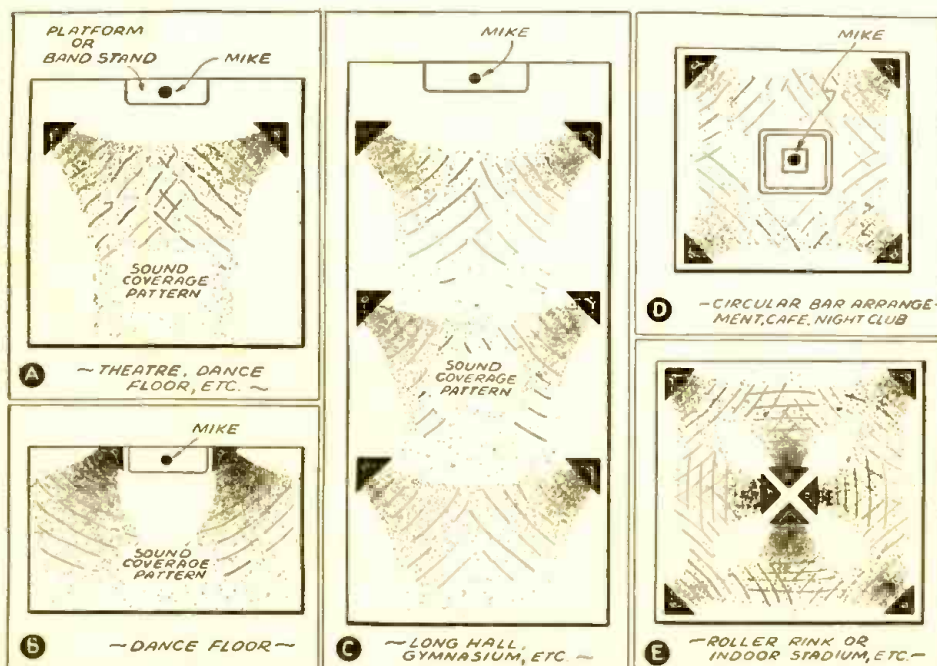 PLATFORM
OR
BAND STAND
MIKE
SOUND
COVERAGE
PATTERN
A
~ THEATRE, DANCE
FLOOR, ETC. ~
MIKE
SOUND
COVERAGE
PATTERN
B
~ DANCE FLOOR ~
MIKE
SOUND
COVERAGE
PATTERN
C
~ LONG HALL,
GYMNASIUM, ETC. ~
MIKE
D
~ CIRCULAR BAR ARRANGE-
MENT, CAFE, NIGHT CLUB
E
~ ROLLER RINK OR
INDOOR STADIUM, ETC. ~